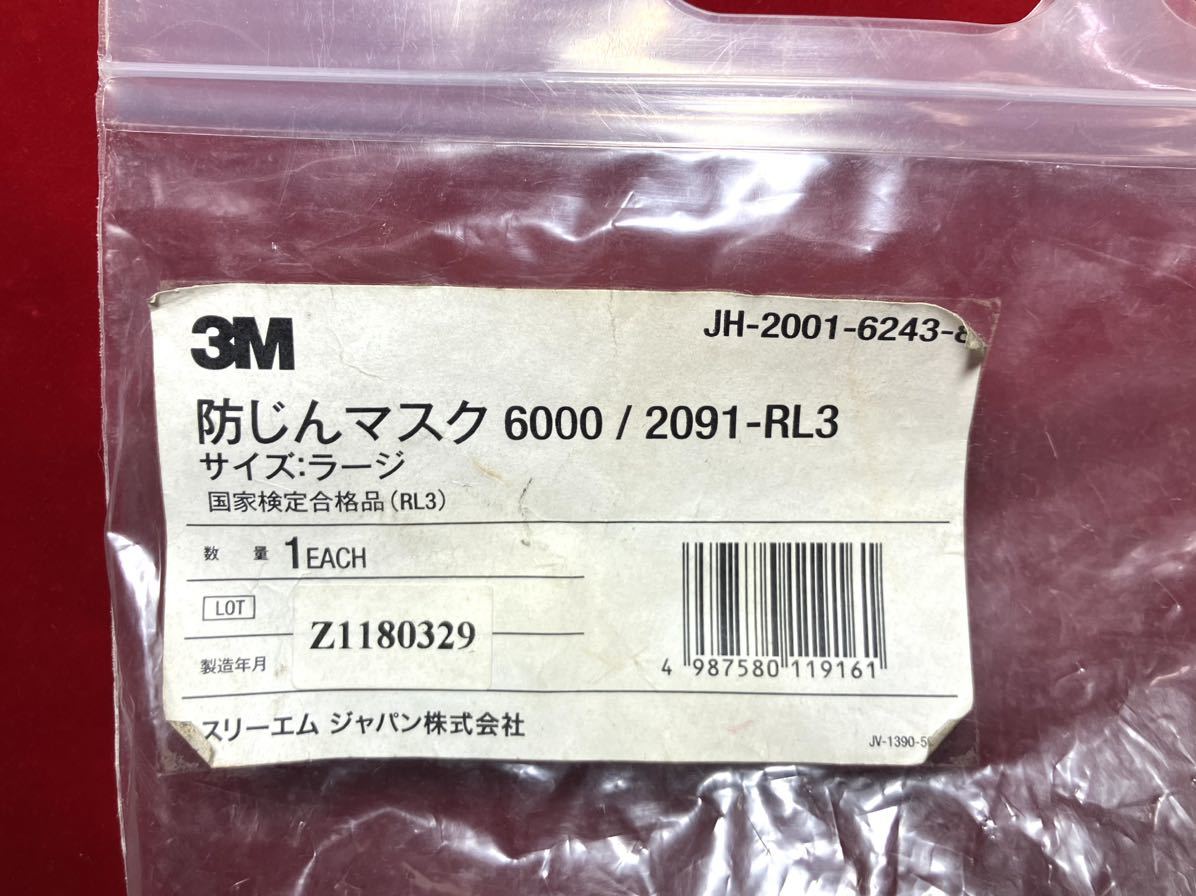 3M
JH-2001-6243-8
防じんマスク 6000 / 2091-RL3
サイズ:ラージ
国家検定合格品(RL3)
数 量 1EACH
LOT
Z1180329
製造年月
4 987580 119161
スリーエム ジャパン株式会社